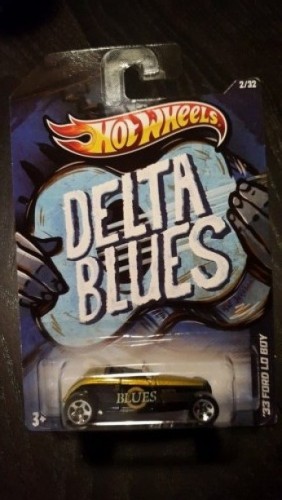 2/32
HOT WHEELS
DELTA
BLUES
BLUES
3+
'33 FORD LO BOY